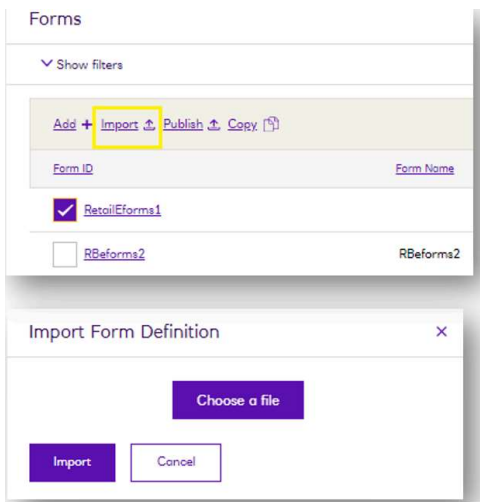 Forms
Show filters
Add + Import Publish Copy
Form ID Form Name
RetailEforms1
RBeforms2 RBeforms2
Import Form Definition ×
Choose a file
Import Cancel